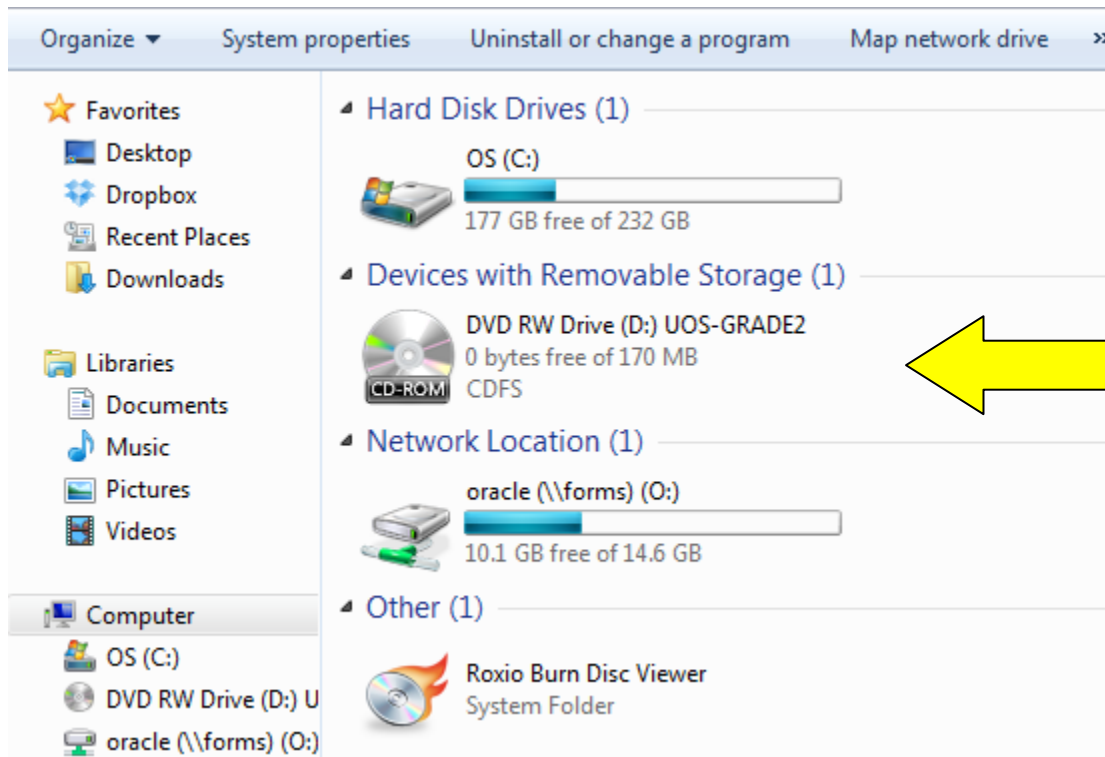 Organize System properties Uninstall or change a program Map network drive »
Favorites
Desktop
Dropbox
Recent Places
Downloads
Libraries
Documents
Music
Pictures
Videos
Computer
OS (C:)
DVD RW Drive (D:) U
oracle (\\forms) (O:)
Hard Disk Drives (1)
OS (C:)
177 GB free of 232 GB
Devices with Removable Storage (1)
DVD RW Drive (D:) UOS-GRADE2
0 bytes free of 170 MB
CDFS
CD-ROM
Network Location (1)
oracle (\\forms) (O:)
10.1 GB free of 14.6 GB
Other (1)
Roxio Burn Disc Viewer
System Folder